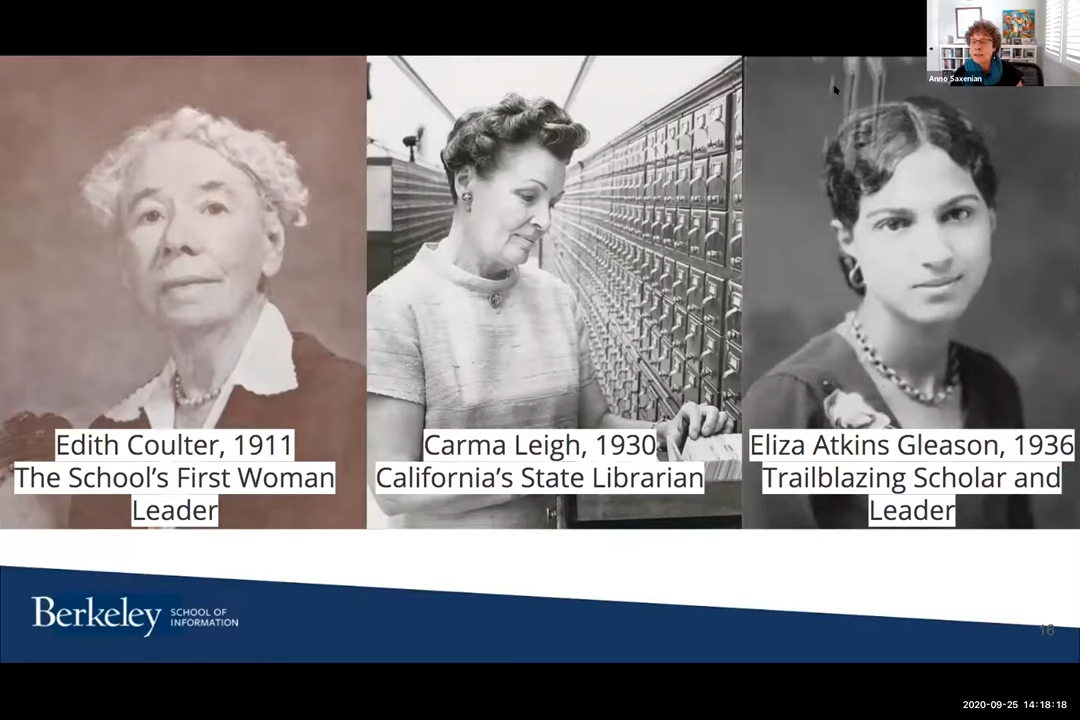 Anno Saxenian
Edith Coulter, 1911
The School's First Woman
Leader
Carma Leigh, 1930
California's State Librarian
Eliza Atkins Gleason, 1936
Trailblazing Scholar and
Leader
Berkeley
SCHOOL OF
INFORMATION
16
2020-09-25 14:18:18